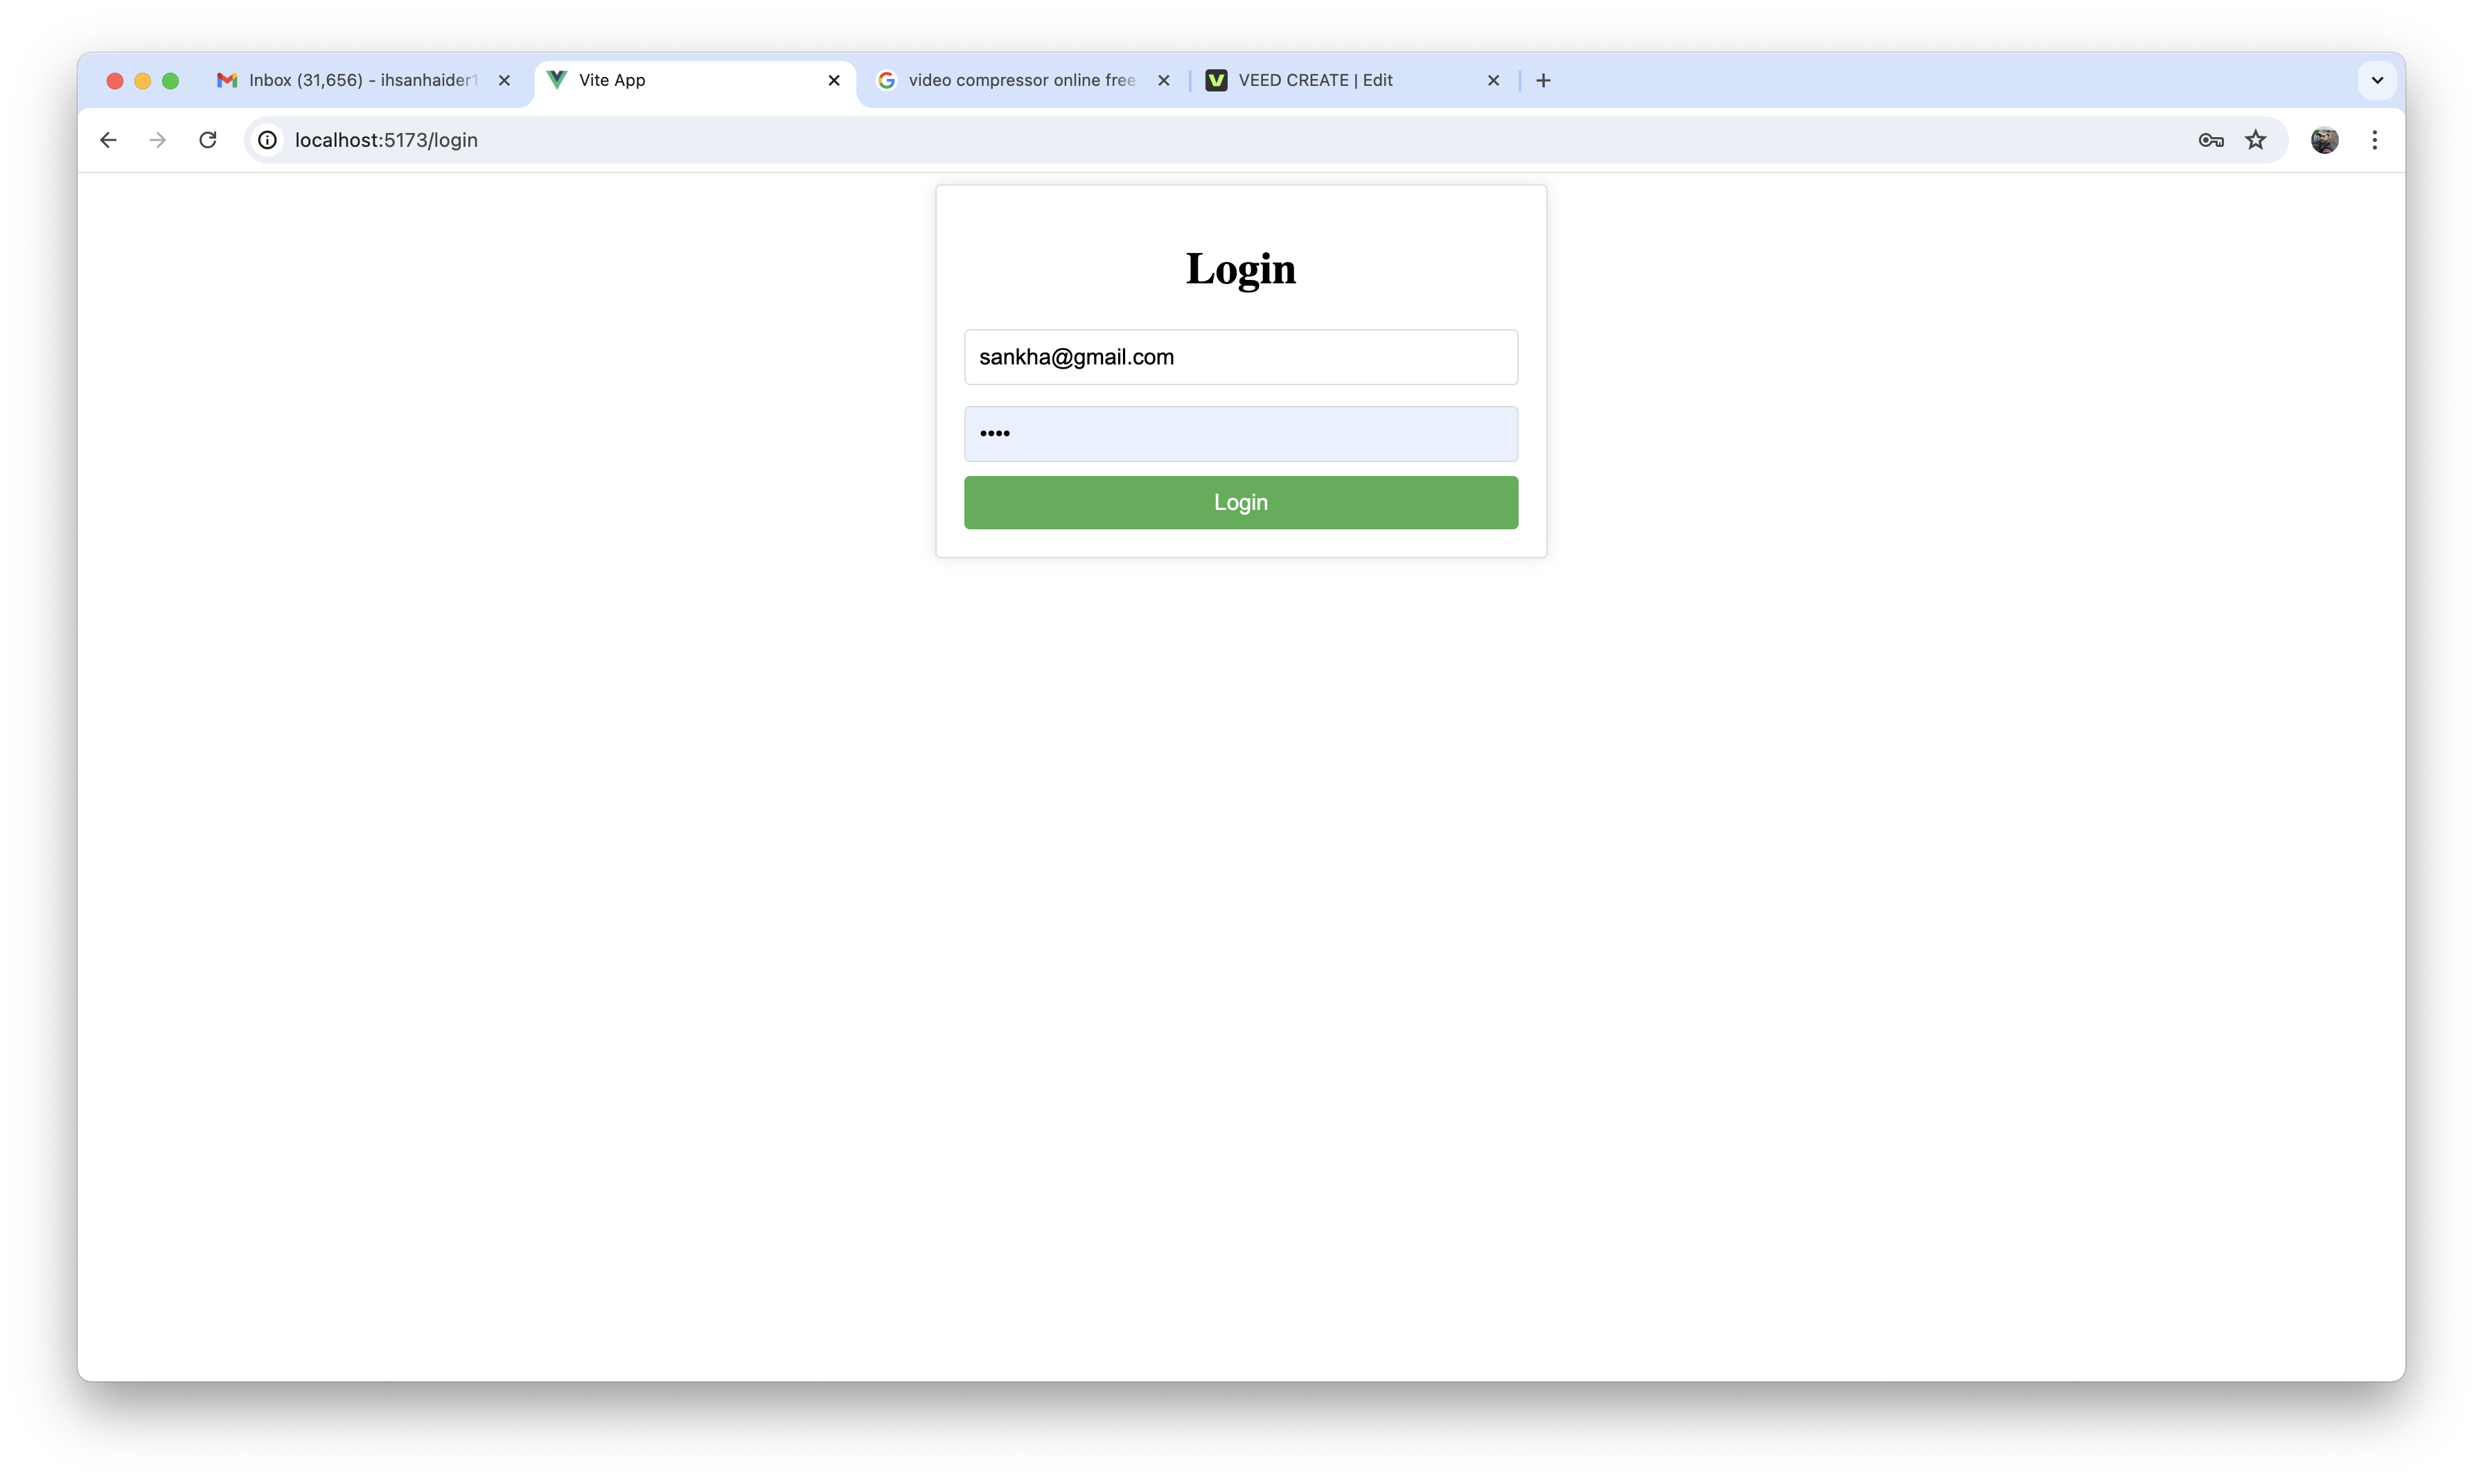 Inbox (31,656) - ihsanhaider1
Vite App
video compressor online free
VEED CREATE | Edit
localhost:5173/login
Login
sankha@gmail.com
••••
Login